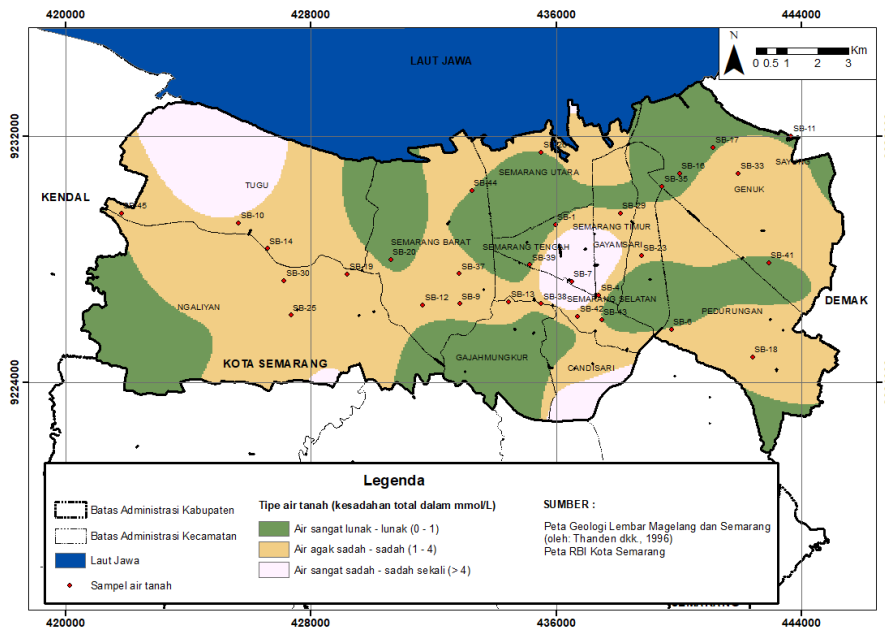 420000 428000 436000 444000
N
Km
0 0.5 1 2 3
LAUT JAWA
9232000
SB-11
SB-17
SB-16
SB-33
SEMARANG UTARA
SB-35
GENUK
TUGU
SB-44
KENDAL
SB-45
SB-10
SB-29
SB-1
SEMARANG TIMUR
SEMARANG BARAT
SEMARANG TENGAH
GAYAMSARI
SB-14
SB-20
SB-39
SB-23
SB-41
SB-30
SB-19
SB-37
SB-7
SB-4
DEMAK
NGALIYAN
SB-25
SB-12
SB-9
SB-13
SB-38
SEMARANG SELATAN
SB-42
SB-43
PEDURUNGAN
SB-6
KOTA SEMARANG
GAJAHMUNGKUR
CANDISARI
SB-18
9224000
Legenda
Batas Administrasi Kabupaten
Batas Administrasi Kecamatan
Laut Jawa
Sampel air tanah
Tipe air tanah (kesadahan total dalam mmol/L)
Air sangat lunak - lunak (0 - 1)
Air agak sadah - sadah (1 - 4)
Air sangat sadah - sadah sekali (> 4)
SUMBER :
Peta Geologi Lembar Magelang dan Semarang
(oleh: Thanden dkk., 1996)
Peta RBI Kota Semarang
420000 428000 436000 444000